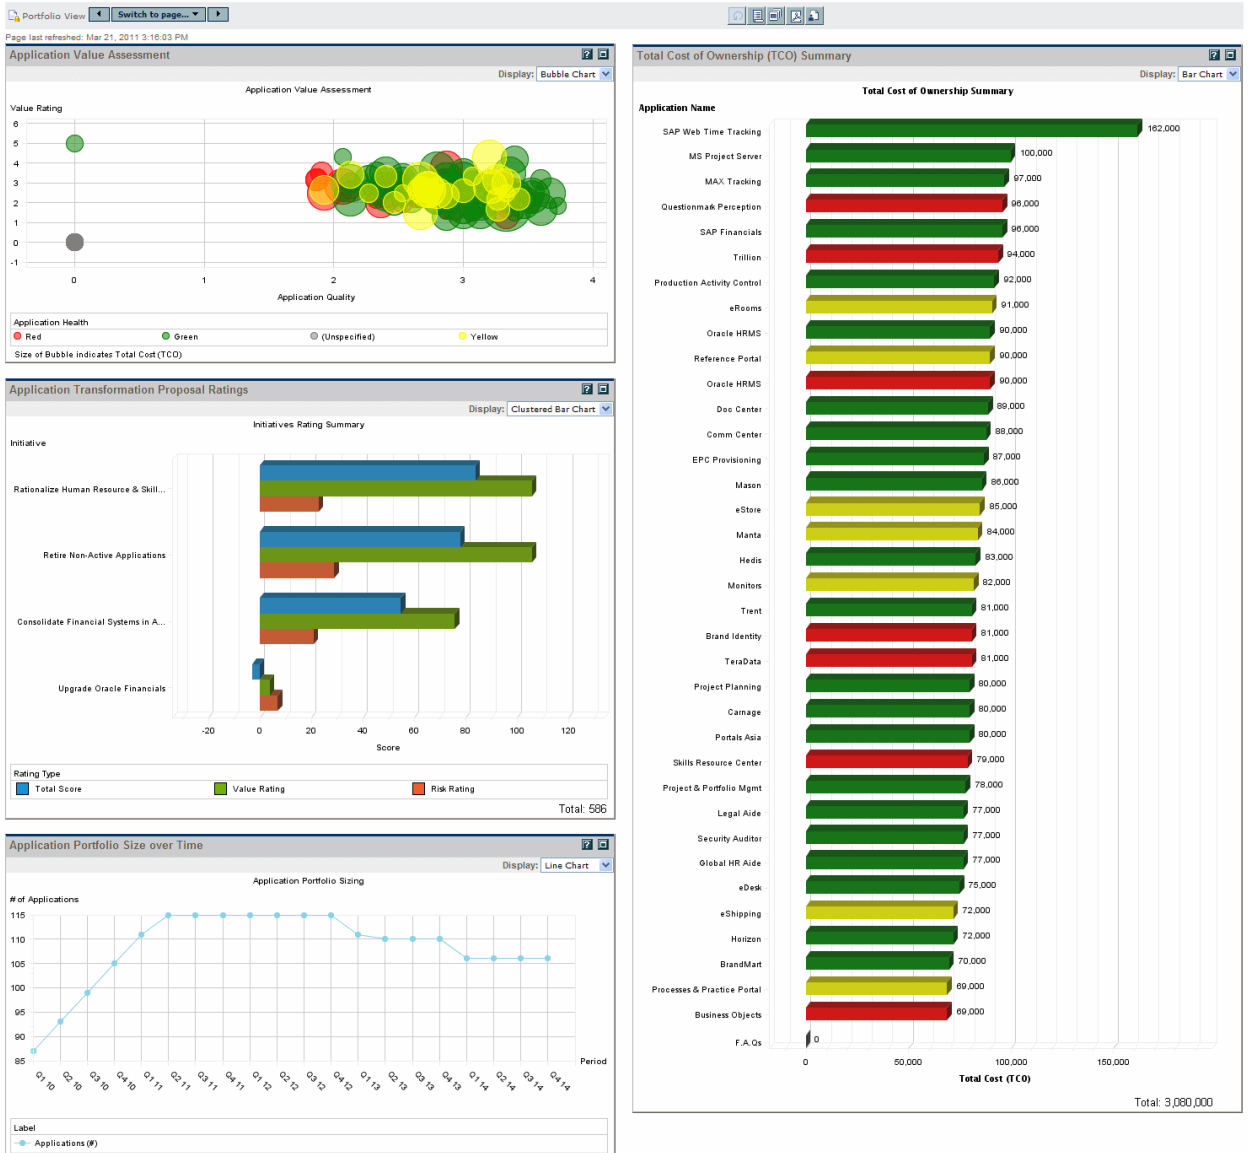 Portfolio View
Switch to page...
Page last refreshed: Mar 21, 2011 3:16:03 PM
Application Value Assessment
?
Display: Bubble Chart
Application Value Assessment
Value Rating
6
5
4
3
2
1
0
-1
0 1 2 3 4
Application Quality
Application Health
Red Green (Unspecified) Yellow
Size of Bubble indicates Total Cost (TCO)
Application Transformation Proposal Ratings
?
Display: Clustered Bar Chart
Initiatives Rating Summary
Initiative
Rationalize Human Resource & Skill...
Retire Non-Active Applications
Consolidate Financial Systems in A...
Upgrade Oracle Financials
-20 0 20 40 60 80 100 120
Score
Rating Type
Total Score Value Rating Risk Rating
Total: 586
Application Portfolio Size over Time
?
Display: Line Chart
Application Portfolio Sizing
# of Applications
115
110
105
100
95
90
85
Period
Q1 10 Q2 10 Q3 10 Q4 10 Q1 11 Q2 11 Q3 11 Q4 11 Q1 12 Q2 12 Q3 12 Q4 12 Q1 13 Q2 13 Q3 13 Q4 13 Q1 14 Q2 14 Q3 14 Q4 14
Label
Applications (#)
Total Cost of Ownership (TCO) Summary
?
Display: Bar Chart
Total Cost of Ownership Summary
Application Name
SAP Web Time Tracking 162,000
MS Project Server 100,000
MAX Tracking 97,000
Questionmark Perception 96,000
SAP Financials 96,000
Trillion 94,000
Production Activity Control 92,000
eRooms 91,000
Oracle HRMS 90,000
Reference Portal 90,000
Oracle HRMS 90,000
Doc Center 89,000
Comm Center 88,000
EPC Provisioning 87,000
Mason 86,000
eStore 85,000
Manta 84,000
Hedis 83,000
Monitors 82,000
Trent 81,000
Brand Identity 81,000
TeraData 81,000
Project Planning 80,000
Carnage 80,000
Portals Asia 80,000
Skills Resource Center 79,000
Project & Portfolio Mgmt 78,000
Legal Aide 77,000
Security Auditor 77,000
Global HR Aide 77,000
eDesk 75,000
eShipping 72,000
Horizon 72,000
BrandMart 70,000
Processes & Practice Portal 69,000
Business Objects 69,000
F.A.Qs 0
0 50,000 100,000 150,000
Total Cost (TCO)
Total: 3,080,000